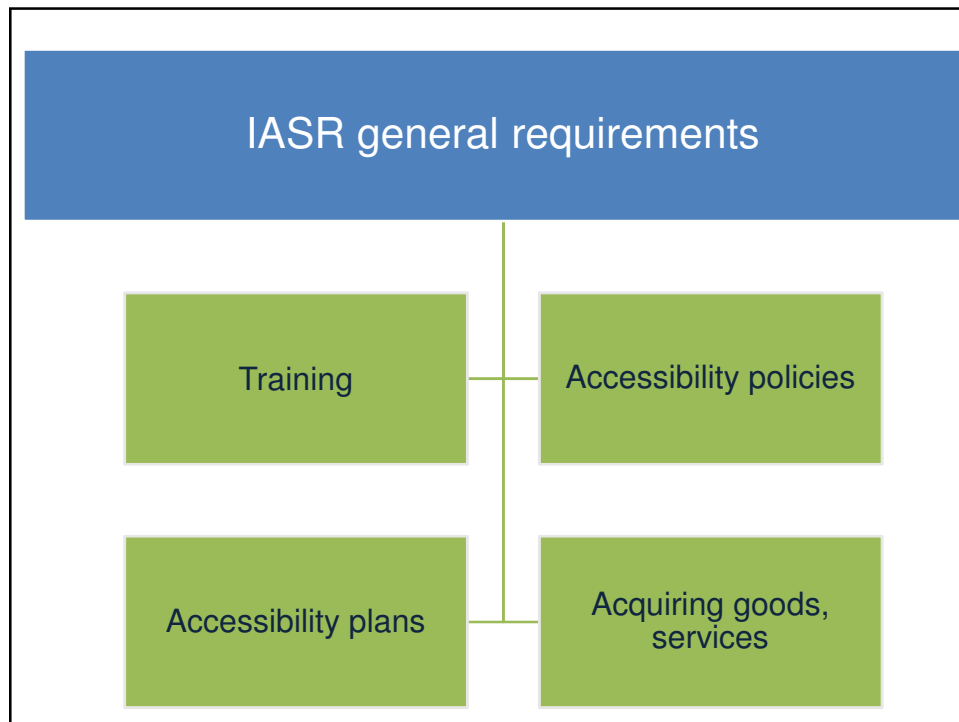 IASR general requirements
Training
Accessibility policies
Accessibility plans
Acquiring goods,
services